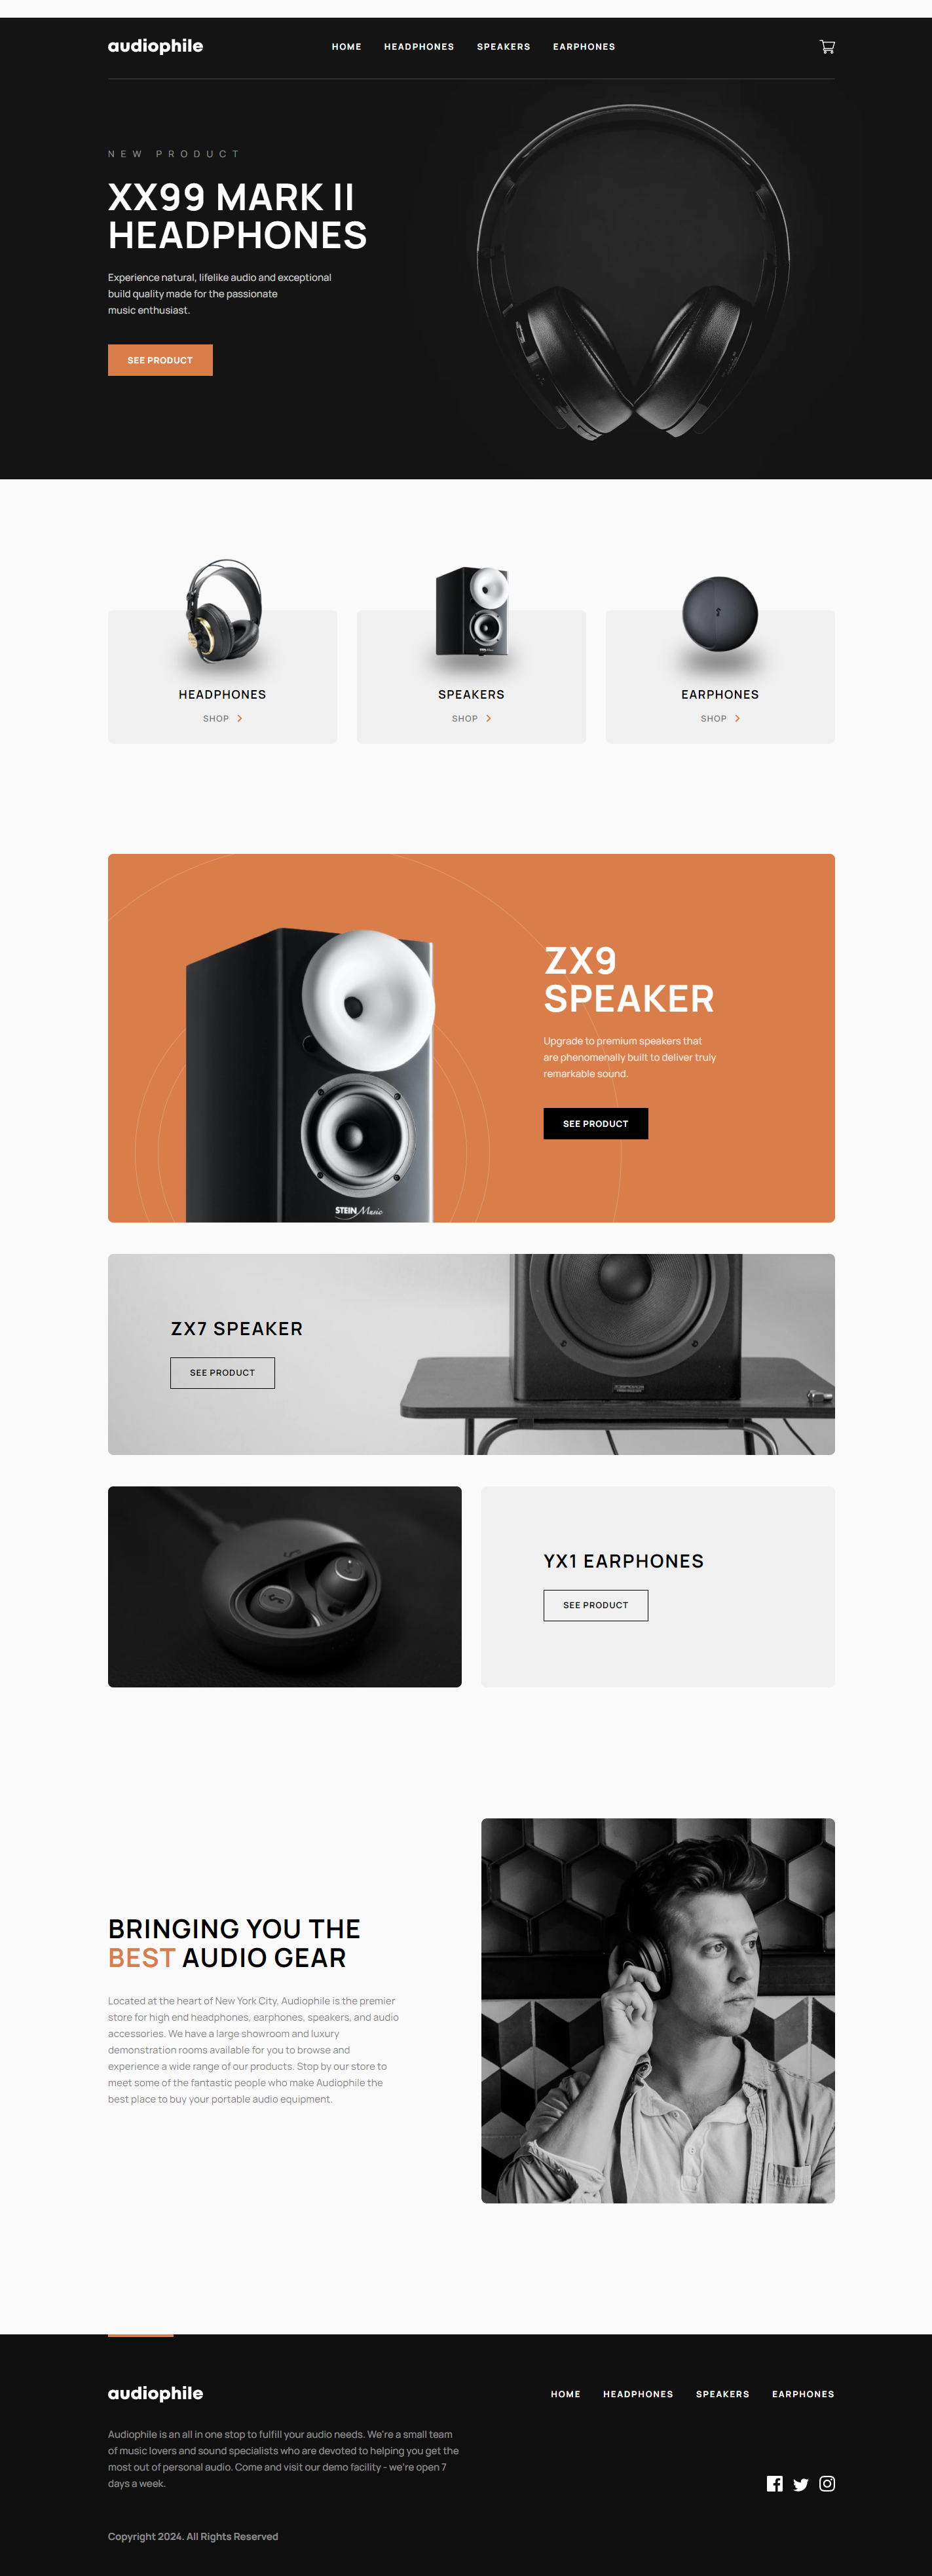 audiophile
HOME HEADPHONES SPEAKERS EARPHONES
NEW PRODUCT
XX99 MARK II
HEADPHONES
Experience natural, lifelike audio and exceptional
build quality made for the passionate
music enthusiast.
SEE PRODUCT
HEADPHONES
SHOP
SPEAKERS
SHOP
EARPHONES
SHOP
ZX9
SPEAKER
Upgrade to premium speakers that
are phenomenally built to deliver truly
remarkable sound.
SEE PRODUCT
STEIN Music
ZX7 SPEAKER
SEE PRODUCT
YX1 EARPHONES
SEE PRODUCT
BRINGING YOU THE
BEST AUDIO GEAR
Located at the heart of New York City, Audiophile is the premier
store for high end headphones, earphones, speakers, and audio
accessories. We have a large showroom and luxury
demonstration rooms available for you to browse and
experience a wide range of our products. Stop by our store to
meet some of the fantastic people who make Audiophile the
best place to buy your portable audio equipment.
audiophile
HOME HEADPHONES SPEAKERS EARPHONES
Audiophile is an all in one stop to fulfill your audio needs. We're a small team
of music lovers and sound specialists who are devoted to helping you get the
most out of personal audio. Come and visit our demo facility - we're open 7
days a week.
Copyright 2024. All Rights Reserved